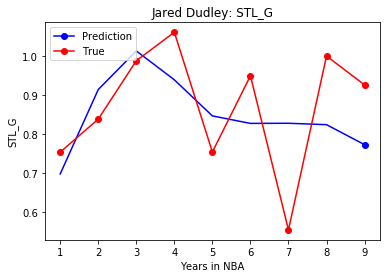 Jared Dudley: STL_G
Prediction
True
STL_G
1.0
0.9
0.8
0.7
0.6
1 2 3 4 5 6 7 8 9
Years in NBA